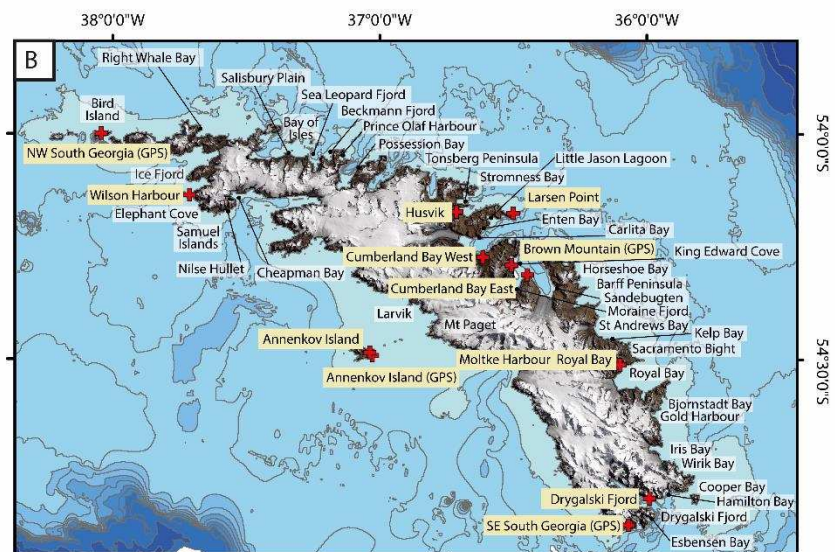 38°0'0"W
37°0'0"W
36°0'0"W
B
Right Whale Bay
Salisbury Plain
Sea Leopard Fjord
Bird
Island
Bay of
Isles
Beckmann Fjord
Prince Olaf Harbour
Possession Bay
54°0'0"S
NW South Georgia (GPS)
Tonsberg Peninsula
Little Jason Lagoon
Ice Fjord
Stromness Bay
Wilson Harbour
Larsen Point
Elephant Cove
Husvik
Enten Bay
Samuel
Islands
Carlita Bay
Brown Mountain (GPS)
King Edward Cove
Cumberland Bay West
Nilse Hullet
Cheapman Bay
Horseshoe Bay
Barff Peninsula
Cumberland Bay East
Sandebugten
Moraine Fjord
Larvik
Mt Paget
St Andrews Bay
Kelp Bay
Annenkov Island
Sacramento Bight
54°30'0"S
Moltke Harbour Royal Bay
Annenkov Island (GPS)
Royal Bay
Bjornstadt Bay
Gold Harbour
Iris Bay
Wirik Bay
Cooper Bay
Drygalski Fjord
Hamilton Bay
Drygalski Fjord
SE South Georgia (GPS)
Esbensen Bay